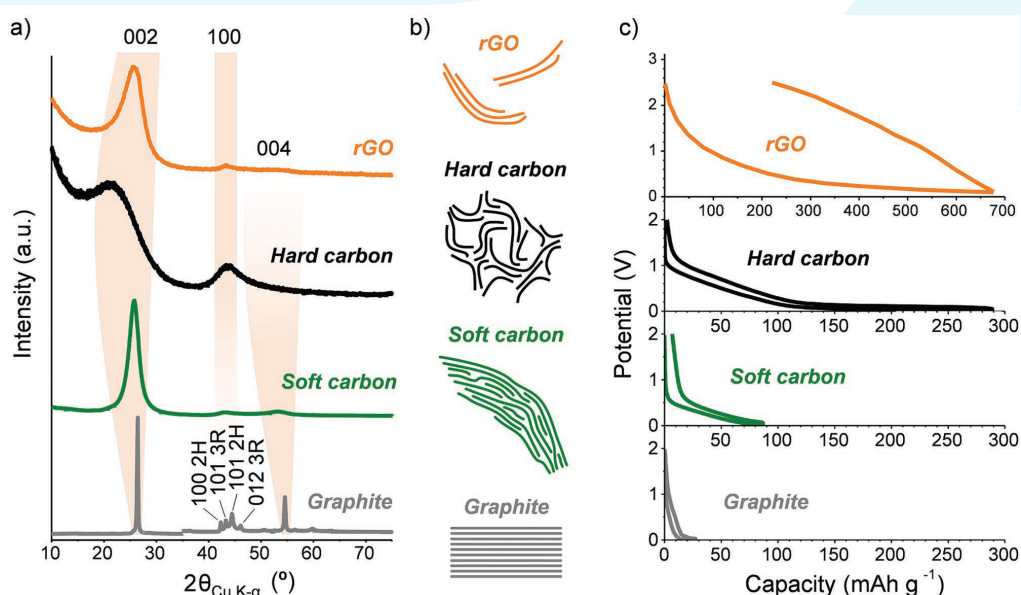 a)
002
100
004
rGO
Hard carbon
Soft carbon
Graphite
100 2H
101 3R
101 2H
012 3R
Intensity (a.u.)
10 20 30 40 50 60 70
2θCu K-α (º)
b)
rGO
Hard carbon
Soft carbon
Graphite
c)
3
2
1
0
rGO
100 200 300 400 500 600 700
2
1
0
Hard carbon
50 100 150 200 250 300
2
1
0
Soft carbon
50 100 150 200 250 300
2
1
0
Graphite
0 50 100 150 200 250 300
Potential (V)
Capacity (mAh g⁻¹)